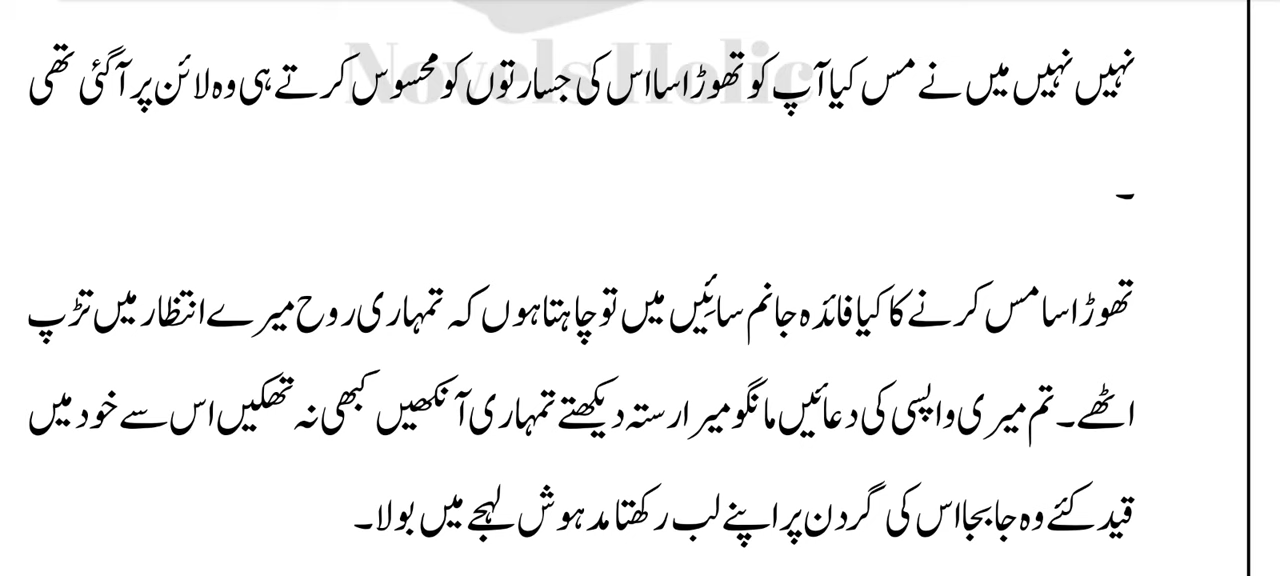 Novels Holic
نہیں نہیں میں نے مس کیا آپ کو تھوڑا سا اس کی جسارتوں کو محسوس کرتے ہی وہ لائن پر آگئی تھی
۔
تھوڑا سا مس کرنے کا کیا فائدہ جانم سائیں میں تو چاہتا ہوں کہ تمہاری روح میرے انتظار میں تڑپ
اٹھے۔ تم میری واپسی کی دعائیں مانگو میرا رستہ دیکھتے تمہاری آنکھیں کبھی نہ تھکیں اس سے خود میں
قید کئے وہ جابجا اس کی گردن پر اپنے لب رکھتا مدہوش لہجے میں بولا۔